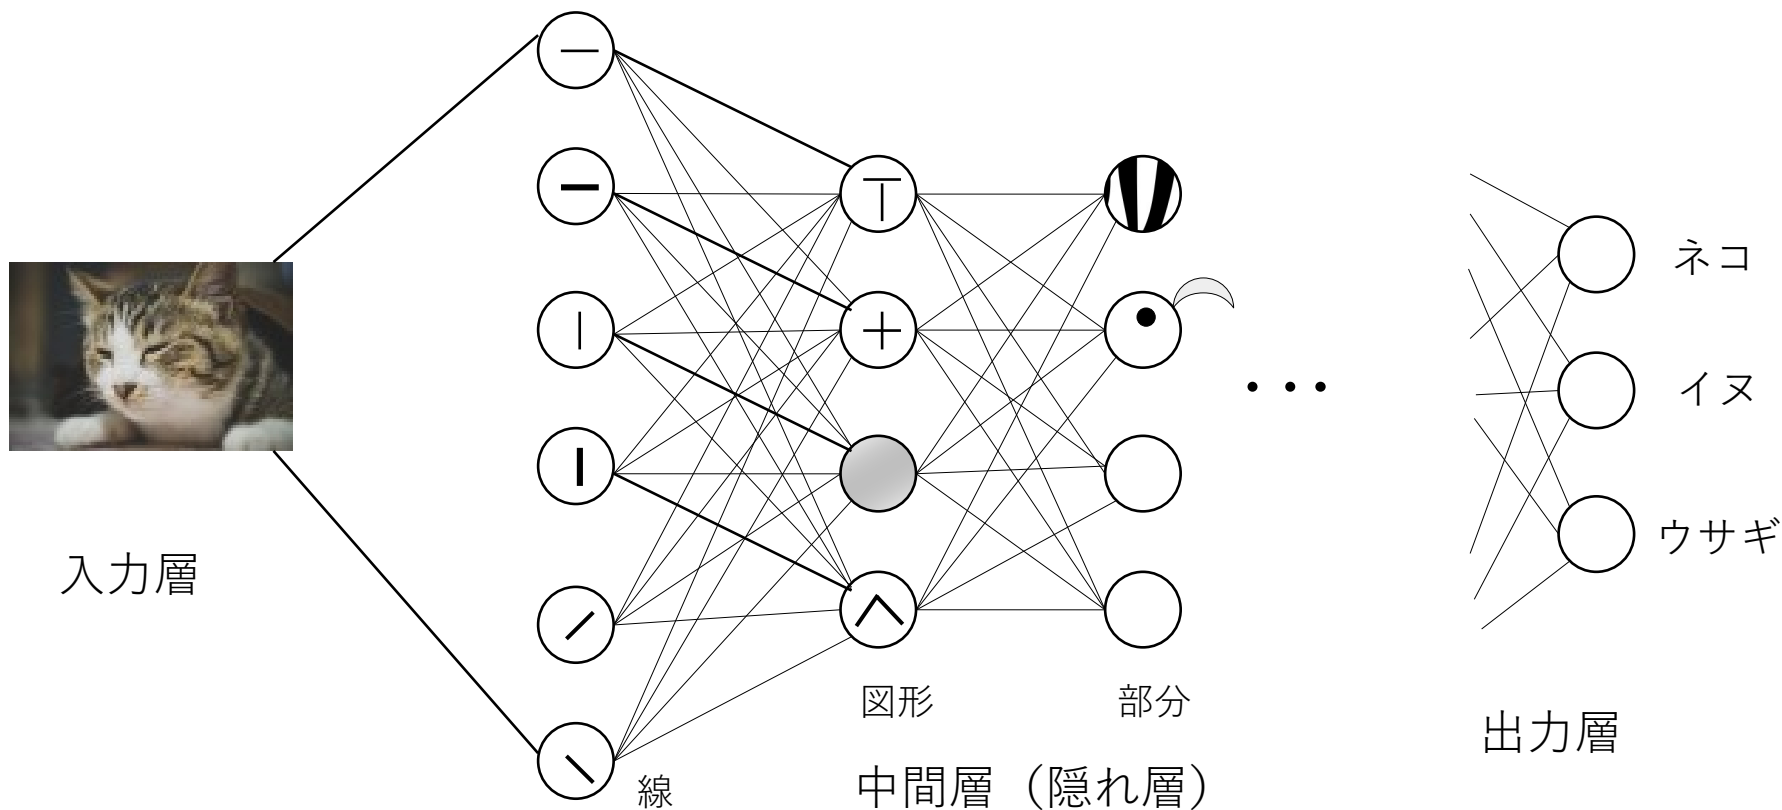 ネコ
イヌ
ウサギ
入力層
図形
部分
出力層
線
中間層（隠れ層）